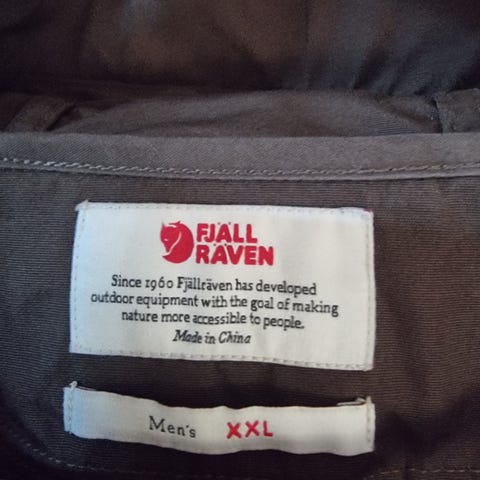 FJÄLL
RÄVEN
Since 1960 Fjällräven has developed
outdoor equipment with the goal of making
nature more accessible to people.
Made in China
Men's XXL